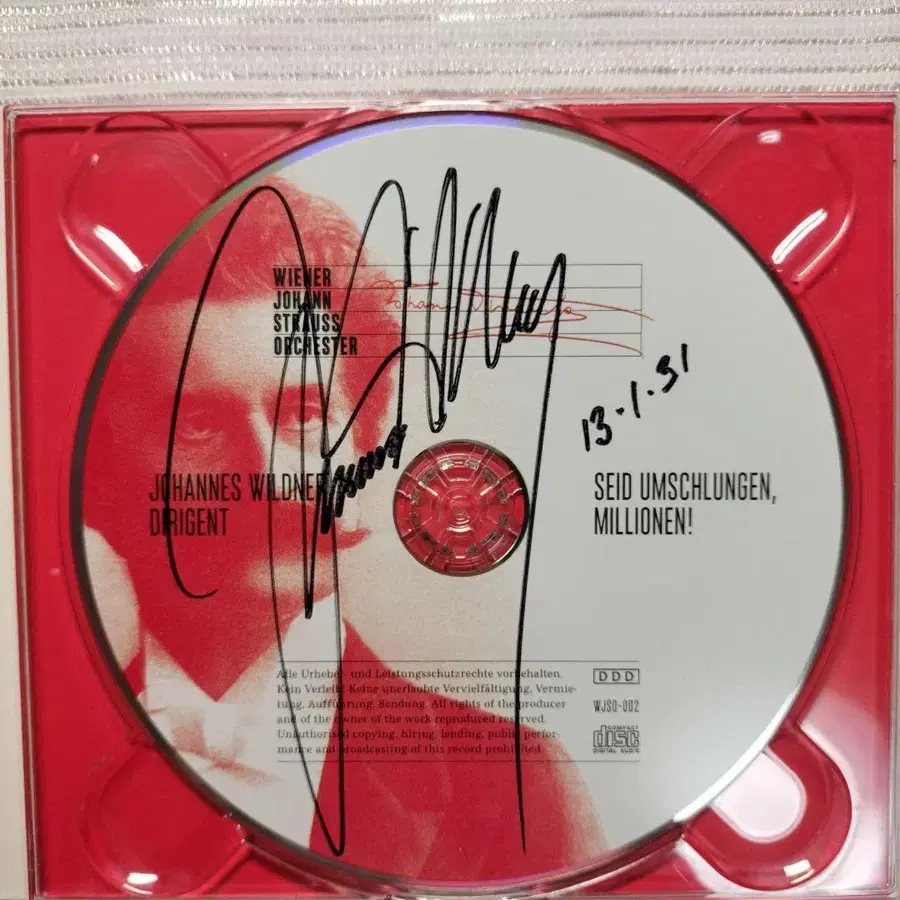 WIENER
JOHANN
STRAUSS
ORCHESTER
13.1.31
JOHANNES WILDNER
DIRIGENT
SEID UMSCHLUNGEN,
MILLIONEN!
Alle Urheber- und Leistungsschutzrechte vorbehalten.
Kein Verleih! Keine unerlaubte Vervielfältigung, Vermie-
tung, Aufführung, Sendung. All rights of the producer
and of the owner of the work reproduced reserved.
Unauthorised copying, hiring, lending, public perfor-
mance and broadcasting of this record prohibited.
DDD
WJSO-002
COMPACT
disc
DIGITAL AUDIO